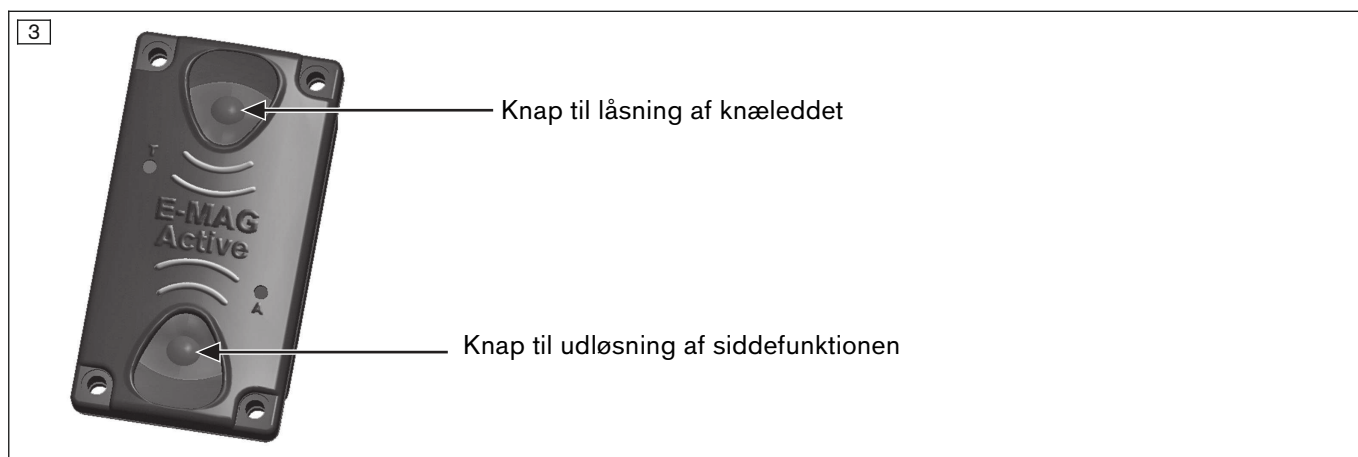 3
Knap til låsning af knæleddet
T
E-MAG
Active
A
Knap til udløsning af siddefunktionen